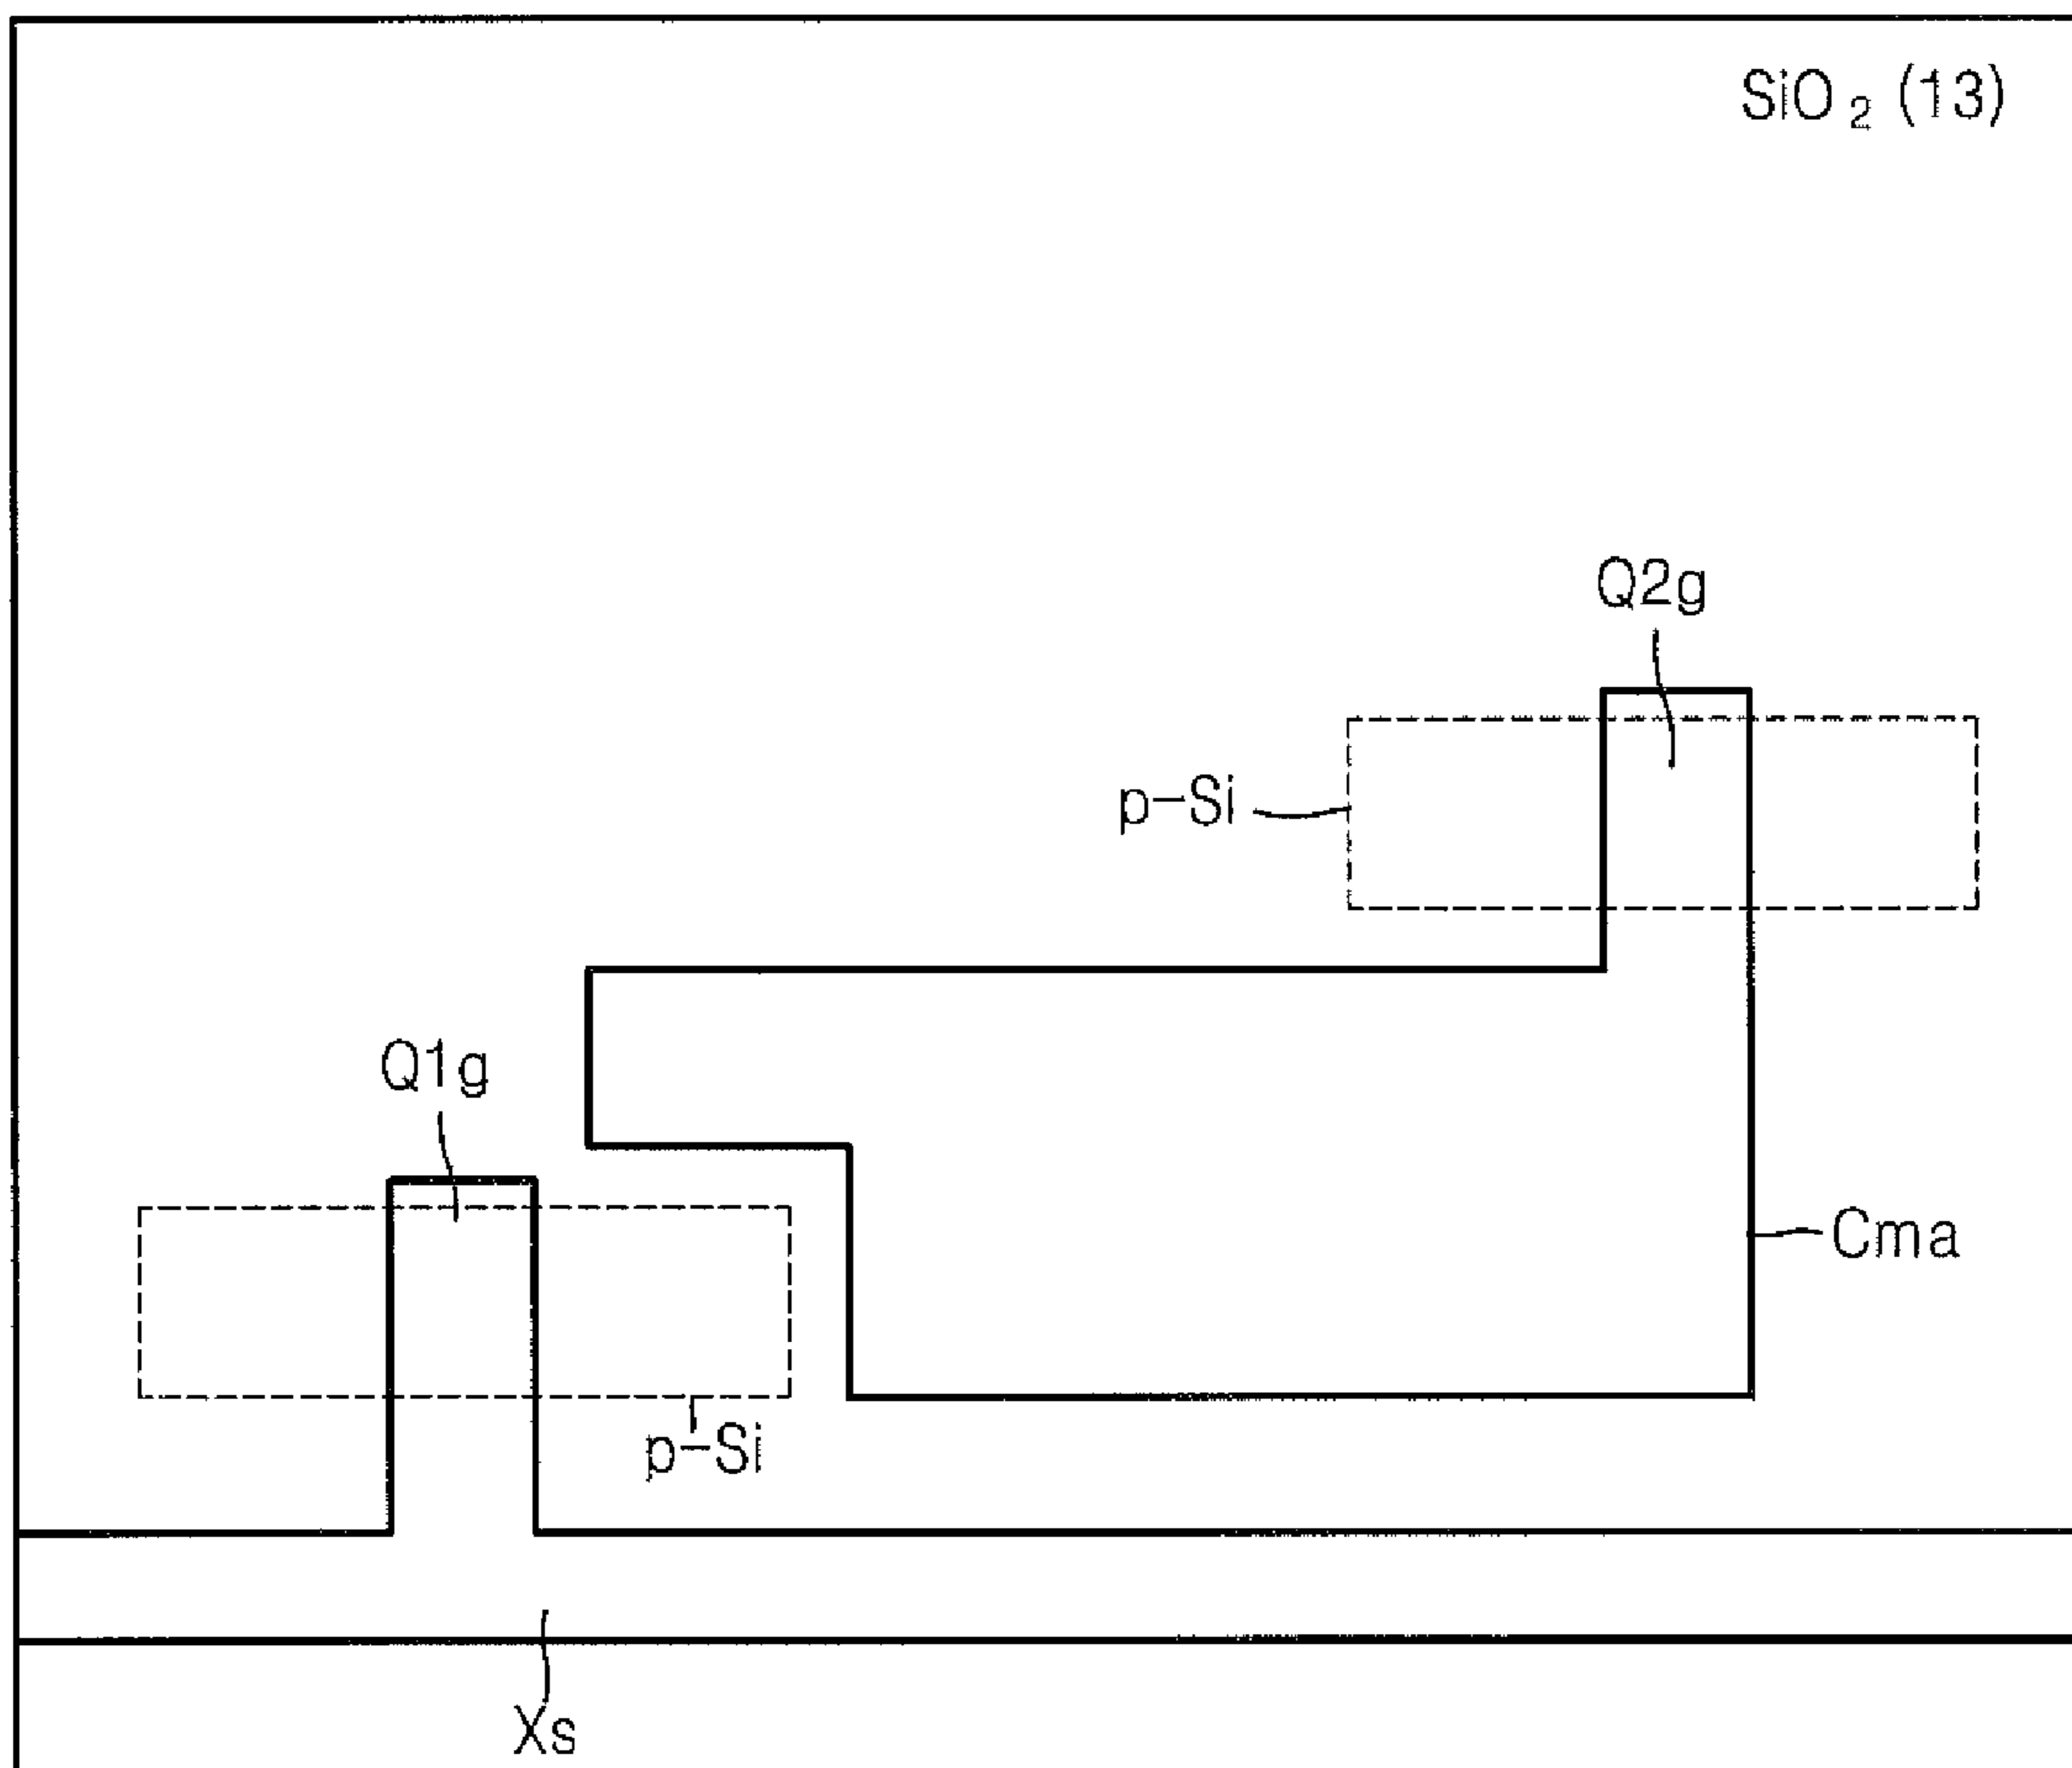 SiO₂ (13)
Q2g
p-Si
Q1g
Cma
p-Si
Xs